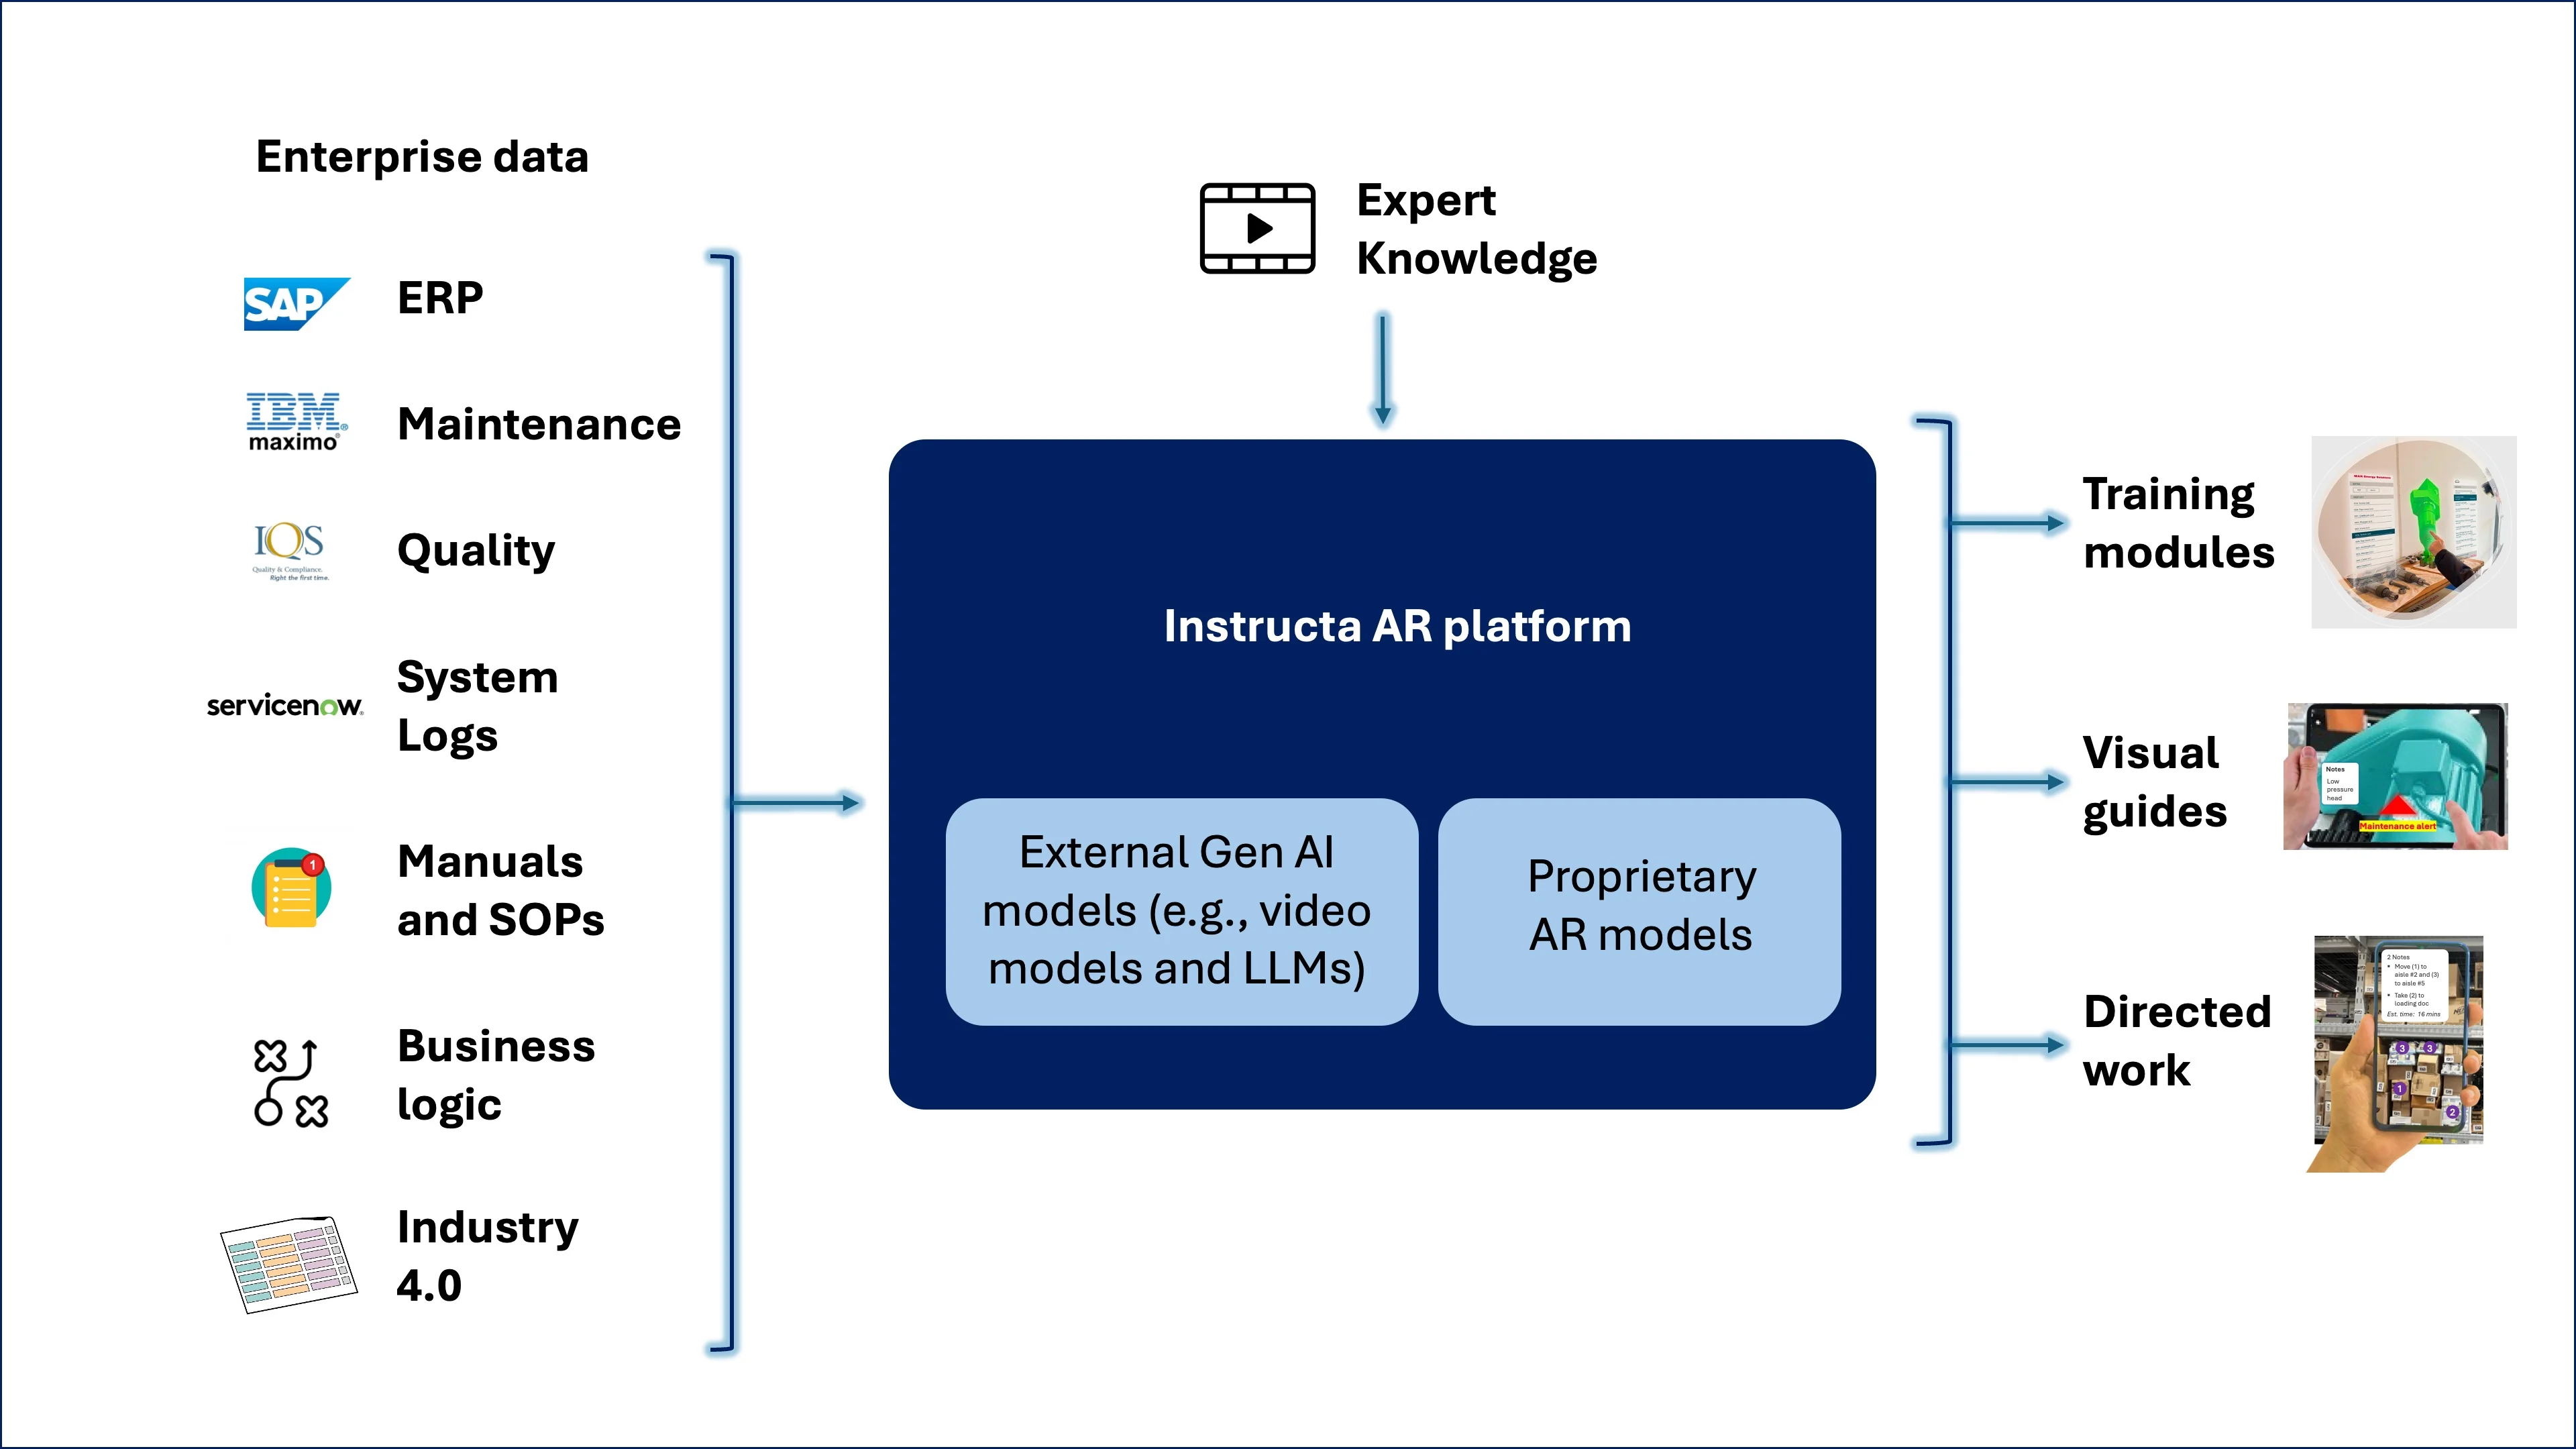 Enterprise data
SAP
ERP
IBM®
maximo®
Maintenance
IQS
Quality & Compliance.
Right the first time.
Quality
servicenow®
System
Logs
1
Manuals
and SOPs
Business
logic
Industry
4.0
Expert
Knowledge
Instructa AR platform
External Gen AI
models (e.g., video
models and LLMs)
Proprietary
AR models
Training
modules
Visual
guides
Notes
Low
pressure
head
Maintenance alert
Directed
work
2 Notes
• Move (1) to
aisle #2 and (3)
to aisle #5
• Take (2) to
loading doc
Est. time: 16 mins
3
3
1
2